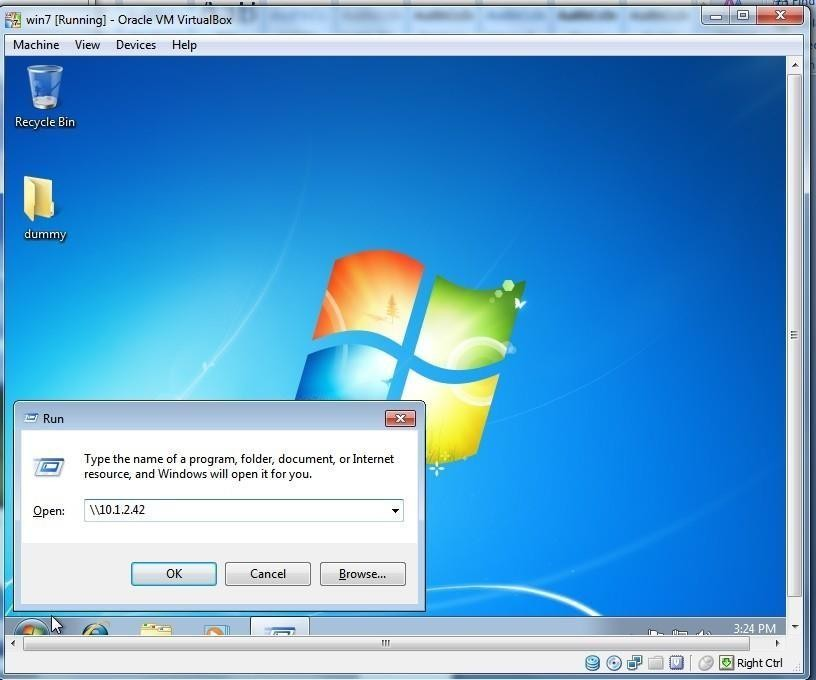 win7 [Running] - Oracle VM VirtualBox
Machine View Devices Help
Recycle Bin
dummy
Run
Type the name of a program, folder, document, or Internet
resource, and Windows will open it for you.
Open: \\10.1.2.42
OK Cancel Browse...
3:24 PM
Right Ctrl